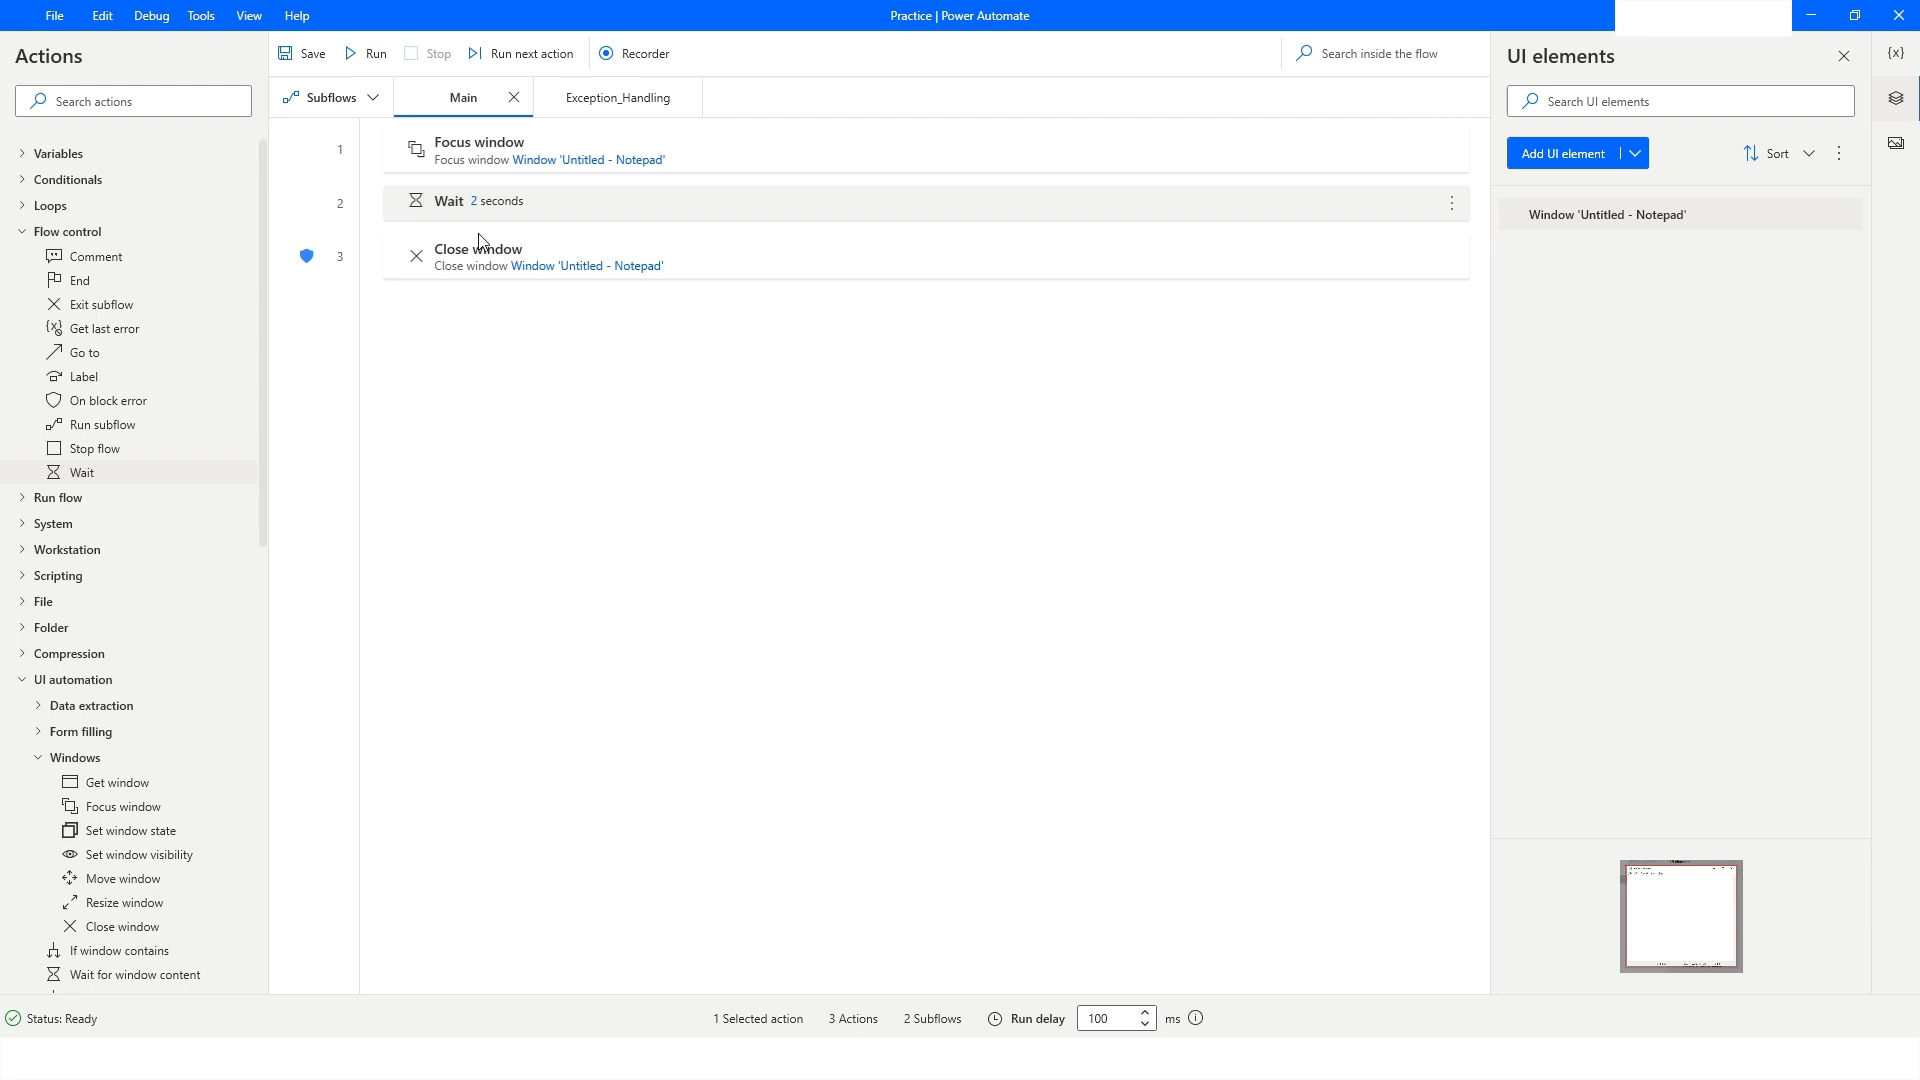 File Edit Debug Tools View Help
Practice | Power Automate
Actions
Search actions
Variables
Conditionals
Loops
Flow control
Comment
End
Exit subflow
Get last error
Go to
Label
On block error
Run subflow
Stop flow
Wait
Run flow
System
Workstation
Scripting
File
Folder
Compression
UI automation
Data extraction
Form filling
Windows
Get window
Focus window
Set window state
Set window visibility
Move window
Resize window
Close window
If window contains
Wait for window content
Save Run Stop Run next action Recorder
Search inside the flow
Subflows Main Exception_Handling
1 Focus window
Focus window Window 'Untitled - Notepad'
2 Wait 2 seconds
3 Close window
Close window Window 'Untitled - Notepad'
UI elements
Search UI elements
Add UI element Sort
Window 'Untitled - Notepad'
{x}
Status: Ready 1 Selected action 3 Actions 2 Subflows Run delay 100 ms